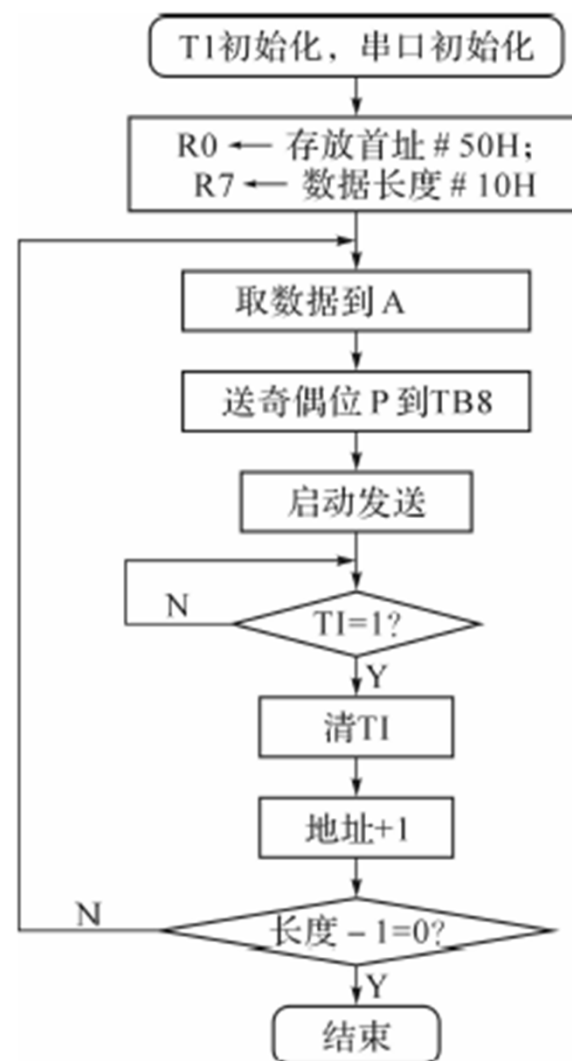 T1初始化，串口初始化
R0 ← 存放首址 # 50H；
R7 ← 数据长度 # 10H
取数据到 A
送奇偶位 P 到TB8
启动发送
N
TI=1?
Y
清TI
地址+1
N
长度－1=0?
Y
结束